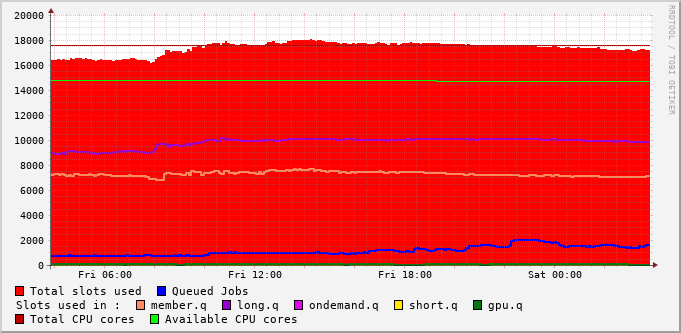 RRDTOOL / TOBI OETIKER
20000
18000
16000
14000
12000
10000
8000
6000
4000
2000
0
Fri 06:00 Fri 12:00 Fri 18:00 Sat 00:00
Total slots used Queued Jobs
Slots used in : member.q long.q ondemand.q short.q gpu.q
Total CPU cores Available CPU cores